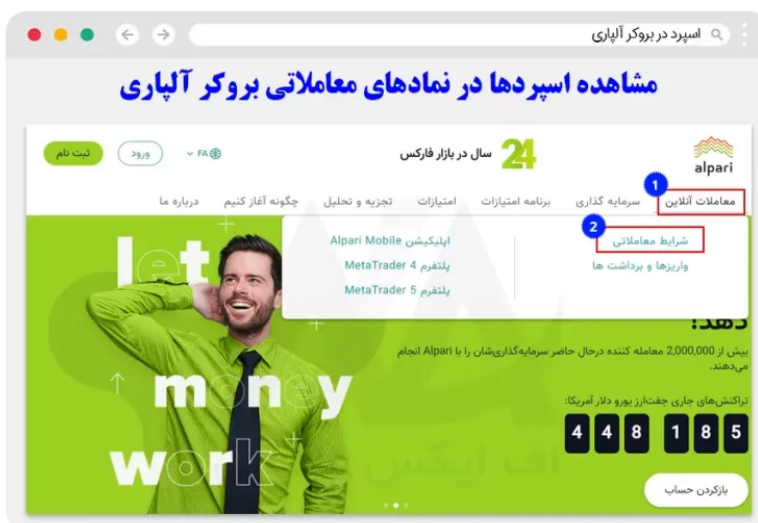 اسپرد در بروکر آلپاری
مشاهده اسپردها در نمادهای معاملاتی بروکر آلپاری
alpari
24 سال در بازار فارکس
FA
ورود
ثبت نام
1
معاملات آنلاین
سرمایه گذاری
برنامه امتیازات
امتیازات
تجزیه و تحلیل
چگونه آغاز کنیم
درباره ما
2
شرایط معاملاتی
واریزها و برداشت ها
اپلیکیشن Alpari Mobile
پلتفرم MetaTrader 4
پلتفرم MetaTrader 5
let
money
work
دهد!
بیش از 2,000,000 معامله کننده درحال حاضر سرمایه‌گذاری‌شان را با Alpari انجام
می‌دهند.
تراکنش‌های جاری جفت‌ارز یورو دلار آمریکا:
448 185
بازکردن حساب
اف ایکس